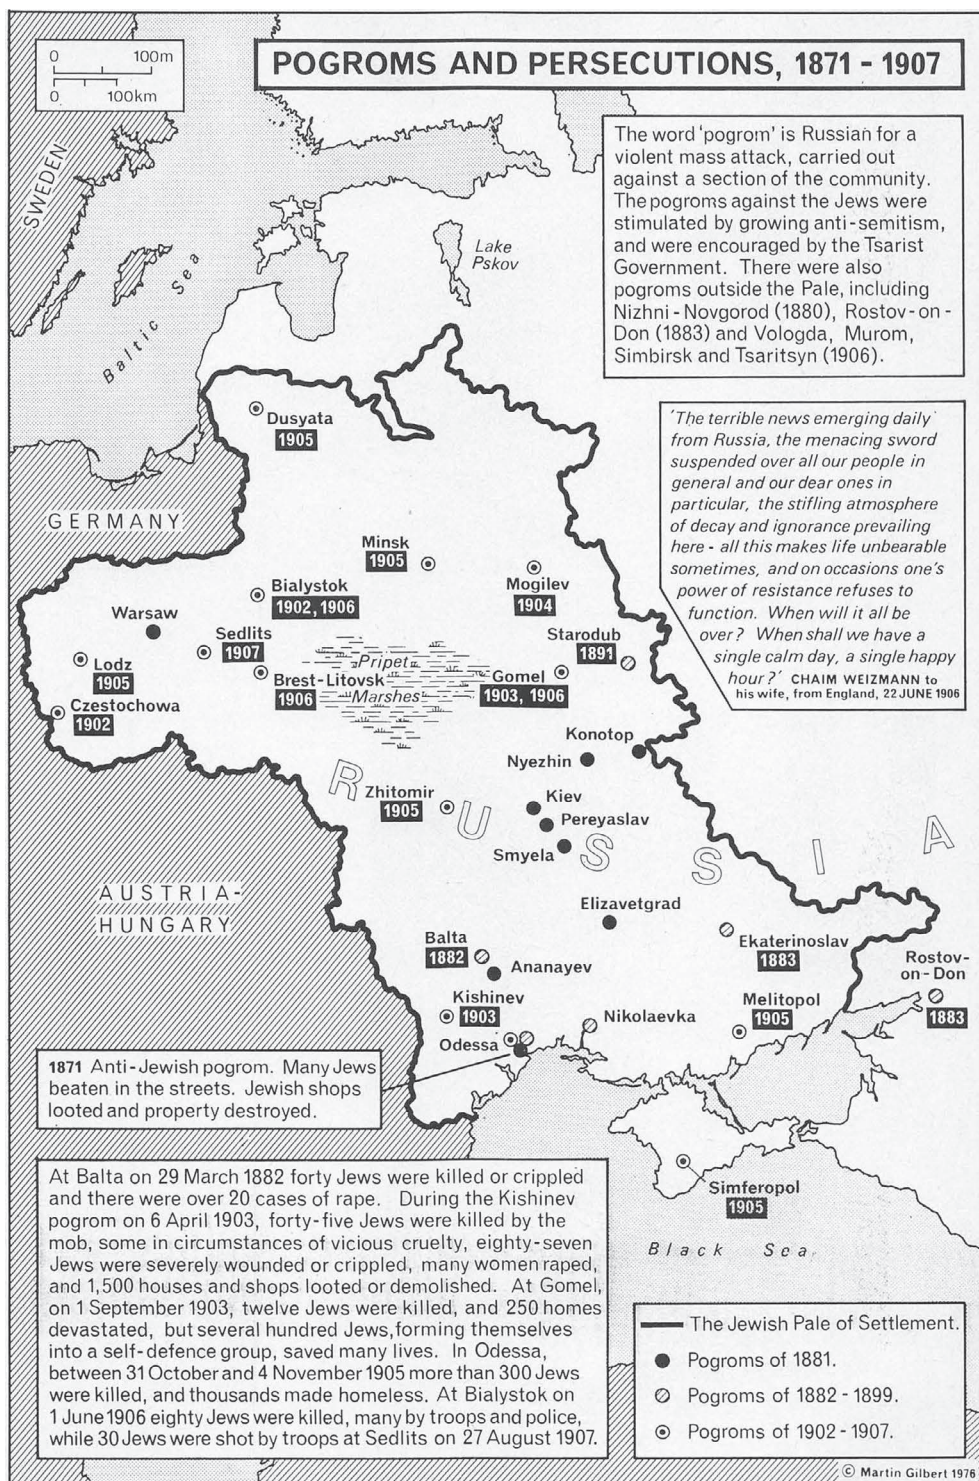 0 100m
0 100km
POGROMS AND PERSECUTIONS, 1871 - 1907
The word 'pogrom' is Russian for a
violent mass attack, carried out
against a section of the community.
The pogroms against the Jews were
stimulated by growing anti-semitism,
and were encouraged by the Tsarist
Government. There were also
pogroms outside the Pale, including
Nizhni-Novgorod (1880), Rostov-on-
Don (1883) and Vologda, Murom,
Simbirsk and Tsaritsyn (1906).
SWEDEN
Baltic Sea
Lake
Pskov
'The terrible news emerging daily
from Russia, the menacing sword
suspended over all our people in
general and our dear ones in
particular, the stifling atmosphere
of decay and ignorance prevailing
here - all this makes life unbearable
sometimes, and on occasions one's
power of resistance refuses to
function. When will it all be
over? When shall we have a
single calm day, a single happy
hour?' CHAIM WEIZMANN to
his wife, from England, 22 JUNE 1906
Dusyata
1905
GERMANY
Minsk
1905
Mogilev
1904
Bialystok
1902, 1906
Warsaw
Sedlits
1907
Starodub
1891
Lodz
1905
Pripet
Marshes
Brest-Litovsk
1906
Gomel
1903, 1906
Czestochowa
1902
Konotop
Nyezhin
RUSSIA
Zhitomir
1905
Kiev
Pereyaslav
Smyela
AUSTRIA-
HUNGARY
Elizavetgrad
Ekaterinoslav
1883
Balta
1882
Ananayev
Rostov-
on-Don
1883
Kishinev
1903
Nikolaevka
Melitopol
1905
Odessa
1871 Anti-Jewish pogrom. Many Jews
beaten in the streets. Jewish shops
looted and property destroyed.
Simferopol
1905
Black Sea
At Balta on 29 March 1882 forty Jews were killed or crippled
and there were over 20 cases of rape. During the Kishinev
pogrom on 6 April 1903, forty-five Jews were killed by the
mob, some in circumstances of vicious cruelty, eighty-seven
Jews were severely wounded or crippled, many women raped,
and 1,500 houses and shops looted or demolished. At Gomel,
on 1 September 1903, twelve Jews were killed, and 250 homes
devastated, but several hundred Jews, forming themselves
into a self-defence group, saved many lives. In Odessa,
between 31 October and 4 November 1905 more than 300 Jews
were killed, and thousands made homeless. At Bialystok on
1 June 1906 eighty Jews were killed, many by troops and police,
while 30 Jews were shot by troops at Sedlits on 27 August 1907.
The Jewish Pale of Settlement.
Pogroms of 1881.
Pogroms of 1882 - 1899.
Pogroms of 1902 - 1907.
© Martin Gilbert 1976